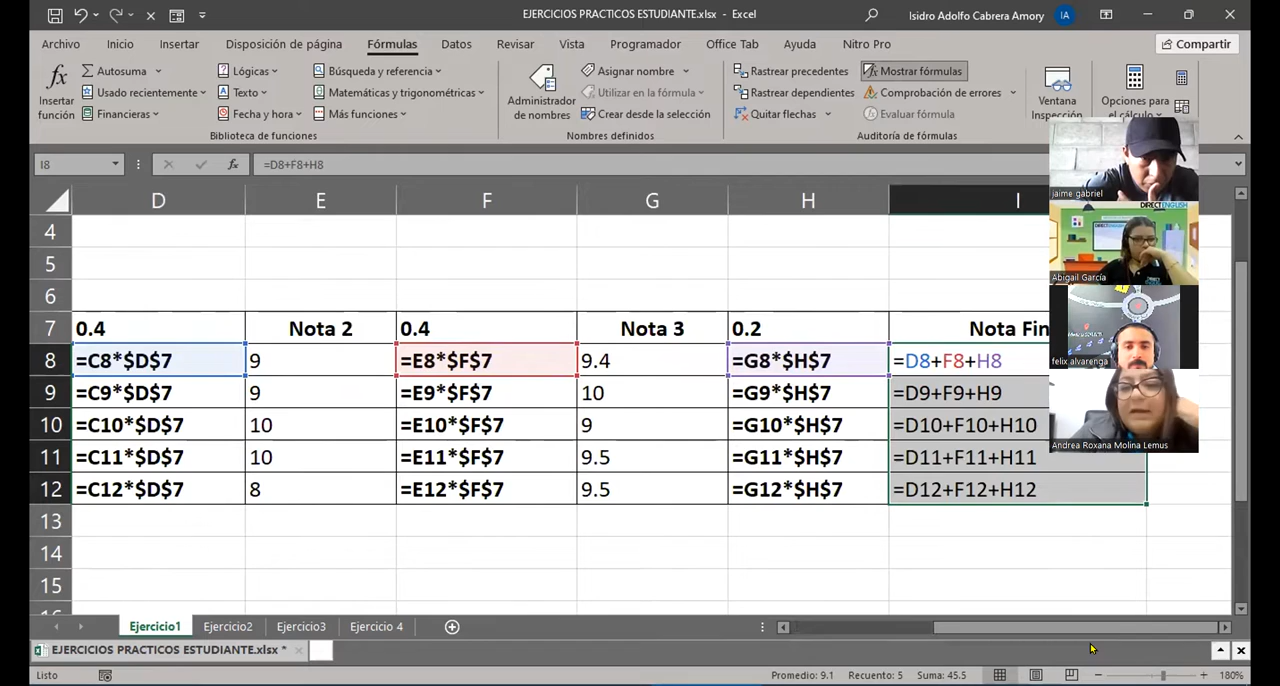 EJERCICIOS PRACTICOS ESTUDIANTE.xlsx - Excel
Isidro Adolfo Cabrera Amory IA
Archivo Inicio Insertar Disposición de página Fórmulas Datos Revisar Vista Programador Office Tab Ayuda Nitro Pro Compartir
Insertar función
Autosuma
Usado recientemente
Financieras
Lógicas
Texto
Fecha y hora
Búsqueda y referencia
Matemáticas y trigonométricas
Más funciones
Biblioteca de funciones
Administrador de nombres
Asignar nombre
Utilizar en la fórmula
Crear desde la selección
Nombres definidos
Rastrear precedentes
Rastrear dependientes
Quitar flechas
Mostrar fórmulas
Comprobación de errores
Evaluar fórmula
Auditoría de fórmulas
Ventana Inspección
Opciones para el cálculo
I8 fx =D8+F8+H8
D E F G H I
4
5
6
7 0.4 Nota 2 0.4 Nota 3 0.2 Nota Fin
8 =C8*$D$7 9 =E8*$F$7 9.4 =G8*$H$7 =D8+F8+H8
9 =C9*$D$7 9 =E9*$F$7 10 =G9*$H$7 =D9+F9+H9
10 =C10*$D$7 10 =E10*$F$7 9 =G10*$H$7 =D10+F10+H10
11 =C11*$D$7 10 =E11*$F$7 9.5 =G11*$H$7 =D11+F11+H11
12 =C12*$D$7 8 =E12*$F$7 9.5 =G12*$H$7 =D12+F12+H12
13
14
15
jaime gabriel
DIRECTENGLISH
Abigail García
felix alvarenga
Andrea Roxana Molina Lemus
Ejercicio1 Ejercicio2 Ejercicio3 Ejercicio 4
EJERCICIOS PRACTICOS ESTUDIANTE.xlsx *
Listo Promedio: 9.1 Recuento: 5 Suma: 45.5 180%